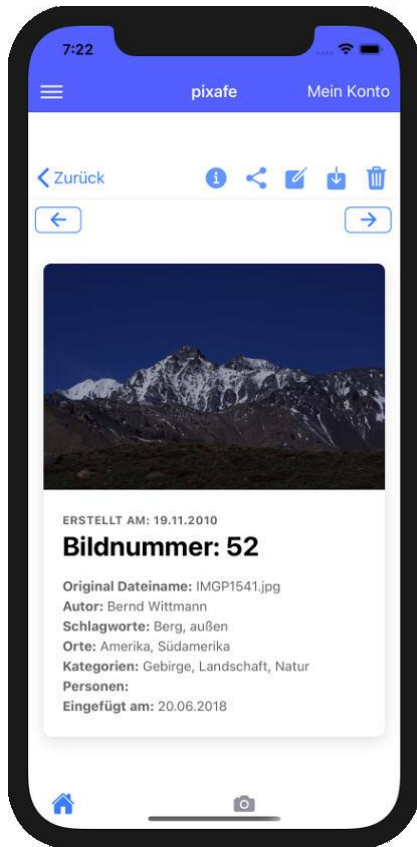 7:22
pixafe
Mein Konto
Zurück
ERSTELLT AM: 19.11.2010
Bildnummer: 52
Original Dateiname: IMGP1541.jpg
Autor: Bernd Wittmann
Schlagworte: Berg, außen
Orte: Amerika, Südamerika
Kategorien: Gebirge, Landschaft, Natur
Personen:
Eingefügt am: 20.06.2018